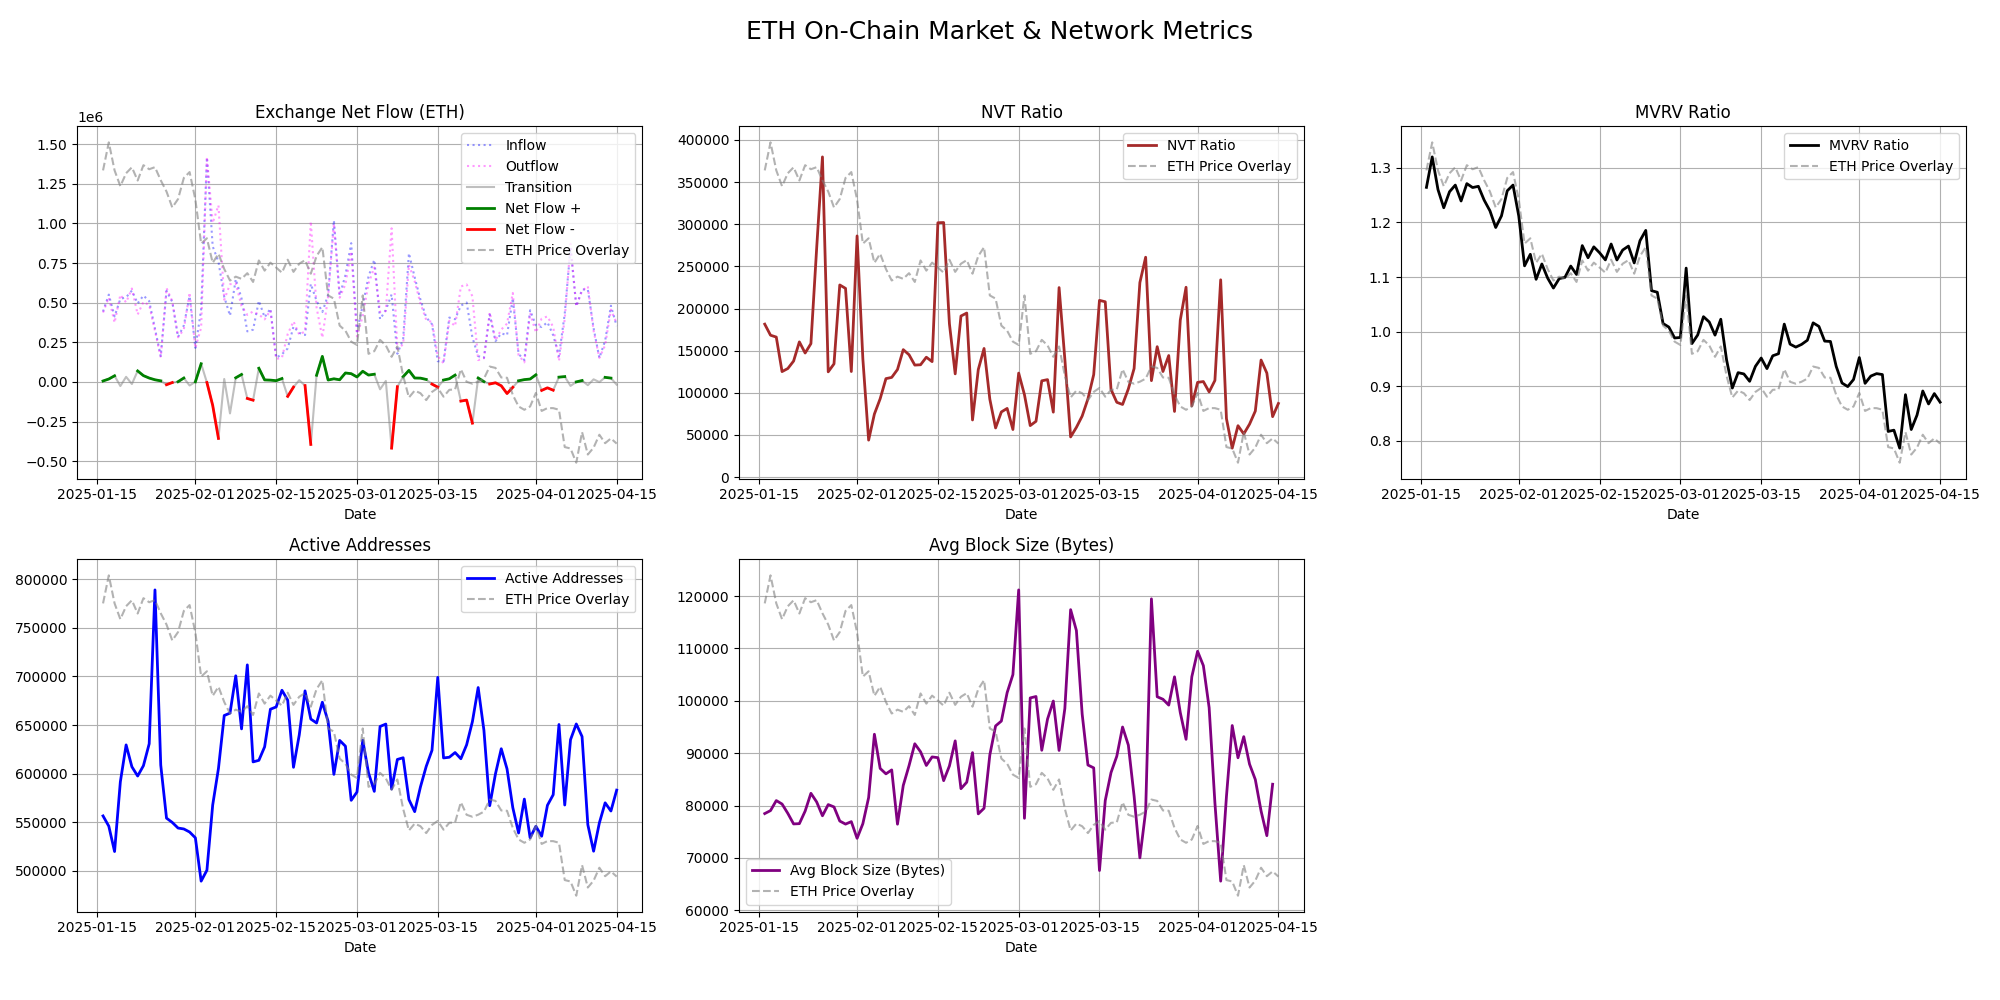 ETH On-Chain Market & Network Metrics
Exchange Net Flow (ETH)
1e6
1.50
1.25
1.00
0.75
0.50
0.25
0.00
−0.25
−0.50
Inflow
Outflow
Transition
Net Flow +
Net Flow -
ETH Price Overlay
2025-01-15
2025-02-01
2025-02-15
2025-03-01
2025-03-15
2025-04-01
2025-04-15
Date
NVT Ratio
400000
350000
300000
250000
200000
150000
100000
50000
0
NVT Ratio
ETH Price Overlay
2025-01-15
2025-02-01
2025-02-15
2025-03-01
2025-03-15
2025-04-01
2025-04-15
Date
MVRV Ratio
1.3
1.2
1.1
1.0
0.9
0.8
MVRV Ratio
ETH Price Overlay
2025-01-15
2025-02-01
2025-02-15
2025-03-01
2025-03-15
2025-04-01
2025-04-15
Date
Active Addresses
800000
750000
700000
650000
600000
550000
500000
Active Addresses
ETH Price Overlay
2025-01-15
2025-02-01
2025-02-15
2025-03-01
2025-03-15
2025-04-01
2025-04-15
Date
Avg Block Size (Bytes)
120000
110000
100000
90000
80000
70000
60000
Avg Block Size (Bytes)
ETH Price Overlay
2025-01-15
2025-02-01
2025-02-15
2025-03-01
2025-03-15
2025-04-01
2025-04-15
Date